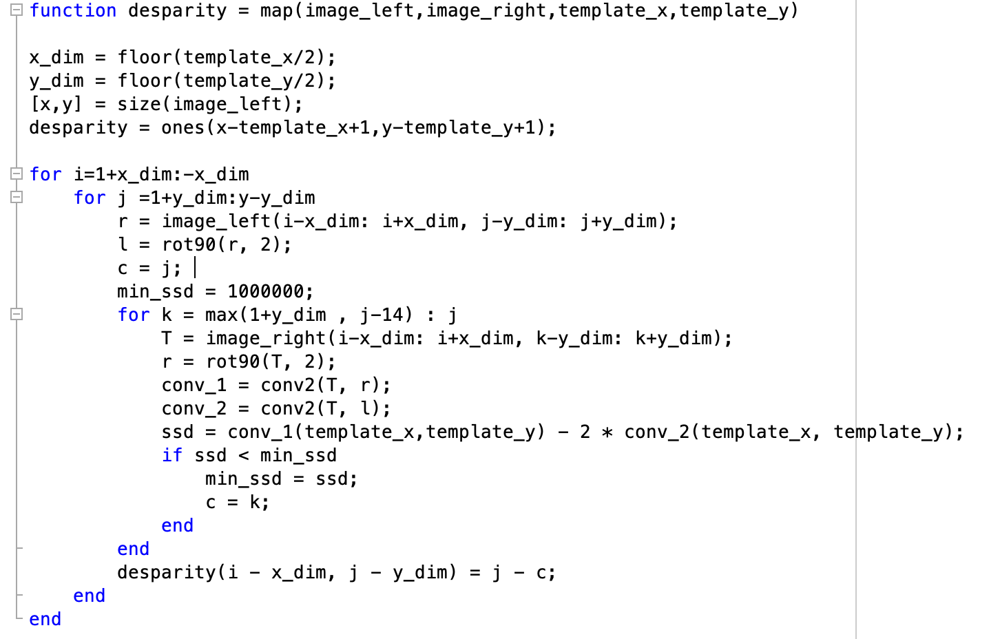 function desparity = map(image_left,image_right,template_x,template_y)
x_dim = floor(template_x/2);
y_dim = floor(template_y/2);
[x,y] = size(image_left);
desparity = ones(x-template_x+1,y-template_y+1);
for i=1+x_dim:-x_dim
for j =1+y_dim:y-y_dim
r = image_left(i-x_dim: i+x_dim, j-y_dim: j+y_dim);
l = rot90(r, 2);
c = j;
min_ssd = 1000000;
for k = max(1+y_dim , j-14) : j
T = image_right(i-x_dim: i+x_dim, k-y_dim: k+y_dim);
r = rot90(T, 2);
conv_1 = conv2(T, r);
conv_2 = conv2(T, l);
ssd = conv_1(template_x,template_y) - 2 * conv_2(template_x, template_y);
if ssd < min_ssd
min_ssd = ssd;
c = k;
end
end
desparity(i - x_dim, j - y_dim) = j - c;
end
end